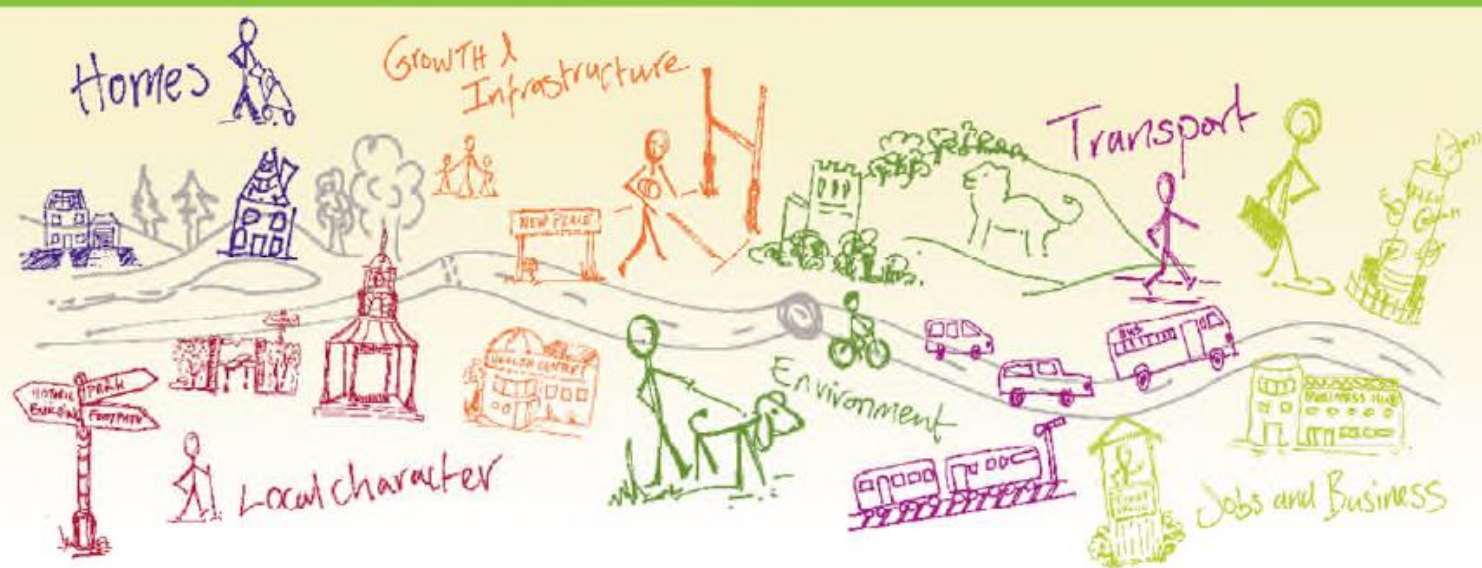 Homes
Growth &
Infrastructure
Transport
NEW PLACE
BUS
HEALTH CENTRE
HISTORIC
BUILDING
PARK
FOOTPATH
Environment
BUSINESS HUB
Local character
Jobs and Business